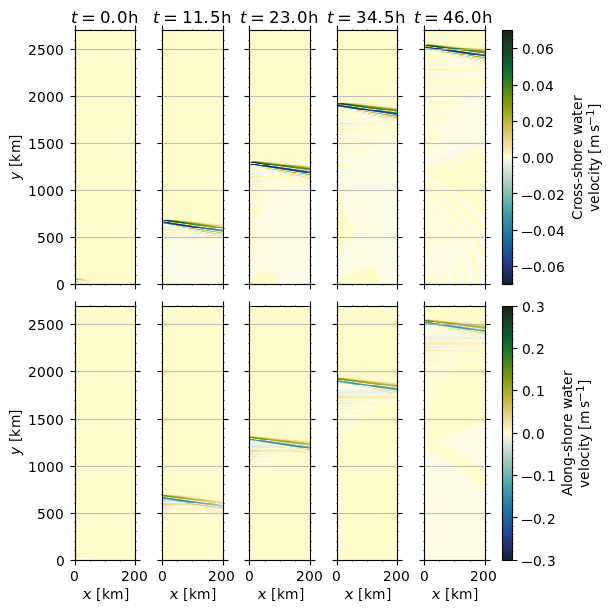 t = 0.0h t = 11.5h t = 23.0h t = 34.5h t = 46.0h
2500
2000
1500
1000
500
0
y [km]
0.06
0.04
0.02
0.00
−0.02
−0.04
−0.06
Cross-shore water
velocity [m s⁻¹]
2500
2000
1500
1000
500
0
y [km]
0.3
0.2
0.1
0.0
−0.1
−0.2
−0.3
Along-shore water
velocity [m s⁻¹]
0 200 0 200 0 200 0 200 0 200
x [km] x [km] x [km] x [km] x [km]